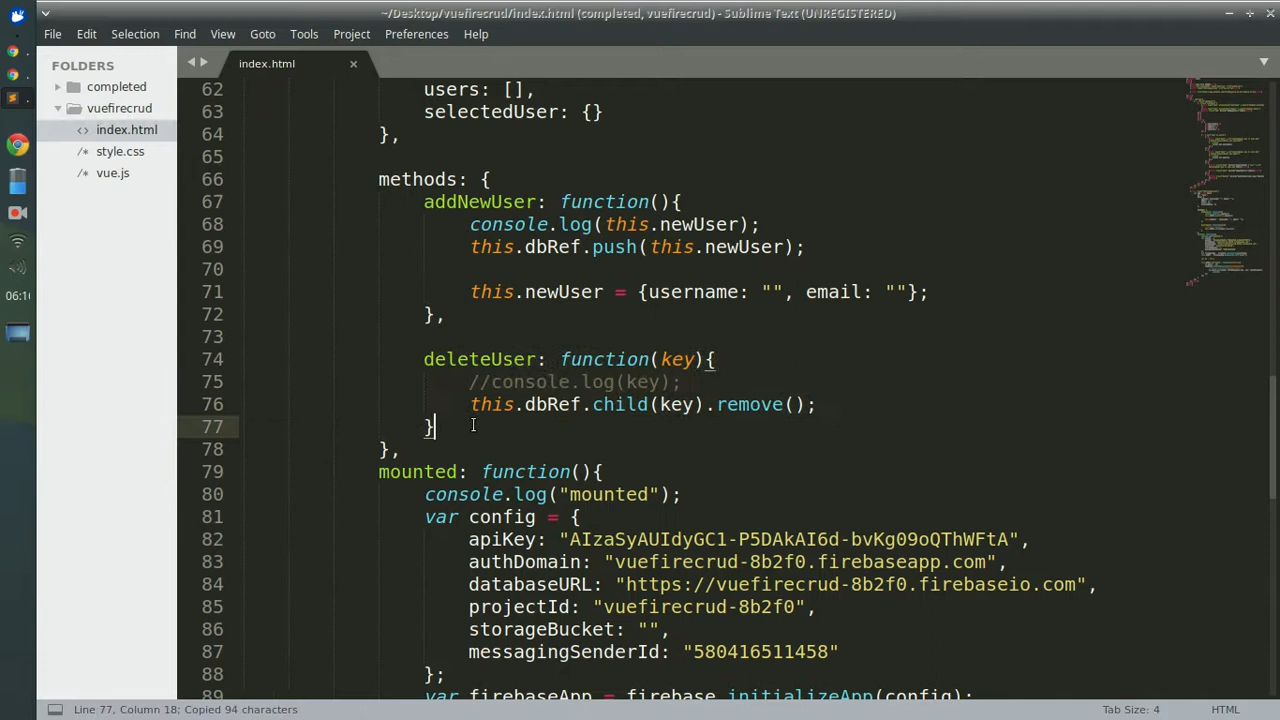 ~/Desktop/vuefirecrud/index.html (completed, vuefirecrud) - Sublime Text (UNREGISTERED)
File Edit Selection Find View Goto Tools Project Preferences Help
FOLDERS
completed
vuefirecrud
<> index.html
/* style.css
/* vue.js
06:1
index.html
62 users: [],
63 selectedUser: {}
64 },
65
66 methods: {
67 addNewUser: function(){
68 console.log(this.newUser);
69 this.dbRef.push(this.newUser);
70
71 this.newUser = {username: "", email: ""};
72 },
73
74 deleteUser: function(key){
75 //console.log(key);
76 this.dbRef.child(key).remove();
77 }
78 },
79 mounted: function(){
80 console.log("mounted");
81 var config = {
82 apiKey: "AIzaSyAUIdyGC1-P5DAkAI6d-bvKg09oQThWFtA",
83 authDomain: "vuefirecrud-8b2f0.firebaseapp.com",
84 databaseURL: "https://vuefirecrud-8b2f0.firebaseio.com",
85 projectId: "vuefirecrud-8b2f0",
86 storageBucket: "",
87 messagingSenderId: "580416511458"
88 };
89 var firebaseApp = firebase.initializeApp(config);
Line 77, Column 18; Copied 94 characters
Tab Size: 4
HTML